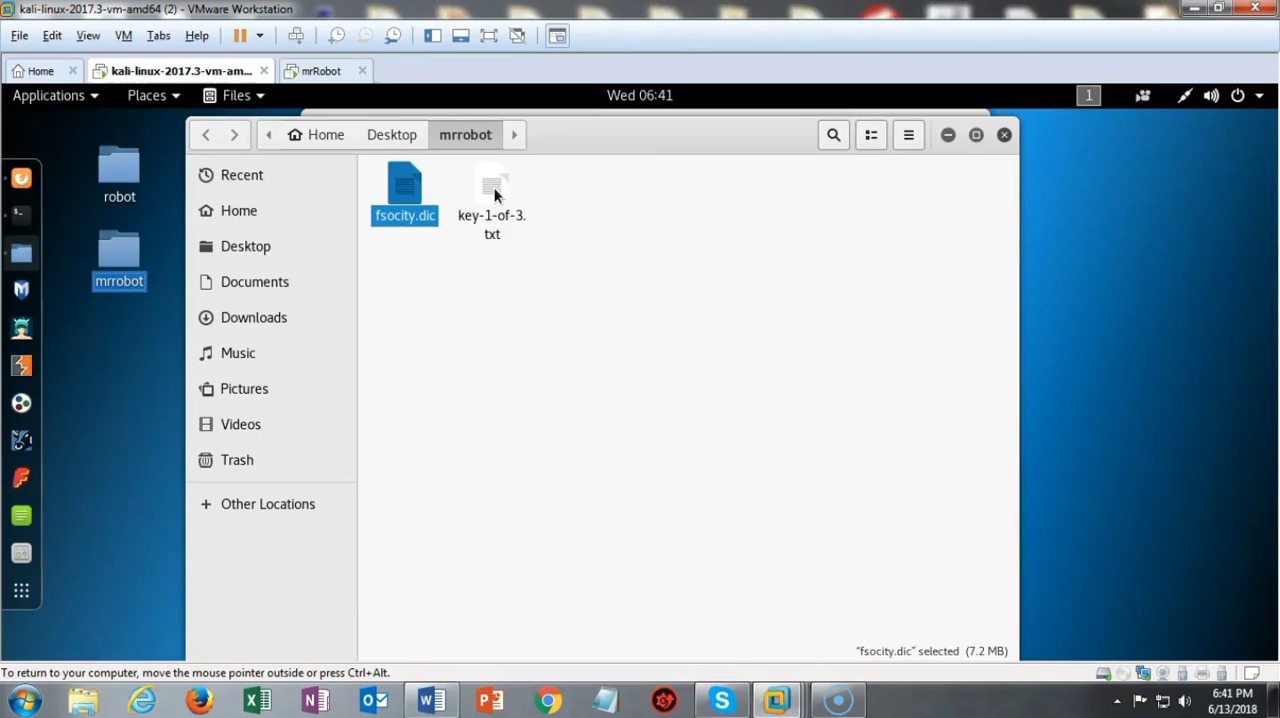 kali-linux-2017.3-vm-amd64 (2) - VMware Workstation
File Edit View VM Tabs Help
Home kali-linux-2017.3-vm-am... mrRobot
Applications Places Files Wed 06:41 1
Home Desktop mrrobot
Recent
Home
Desktop
Documents
Downloads
Music
Pictures
Videos
Trash
+ Other Locations
robot
mrrobot
fsocity.dic
key-1-of-3.
txt
"fsocity.dic" selected (7.2 MB)
To return to your computer, move the mouse pointer outside or press Ctrl+Alt.
6:41 PM
6/13/2018